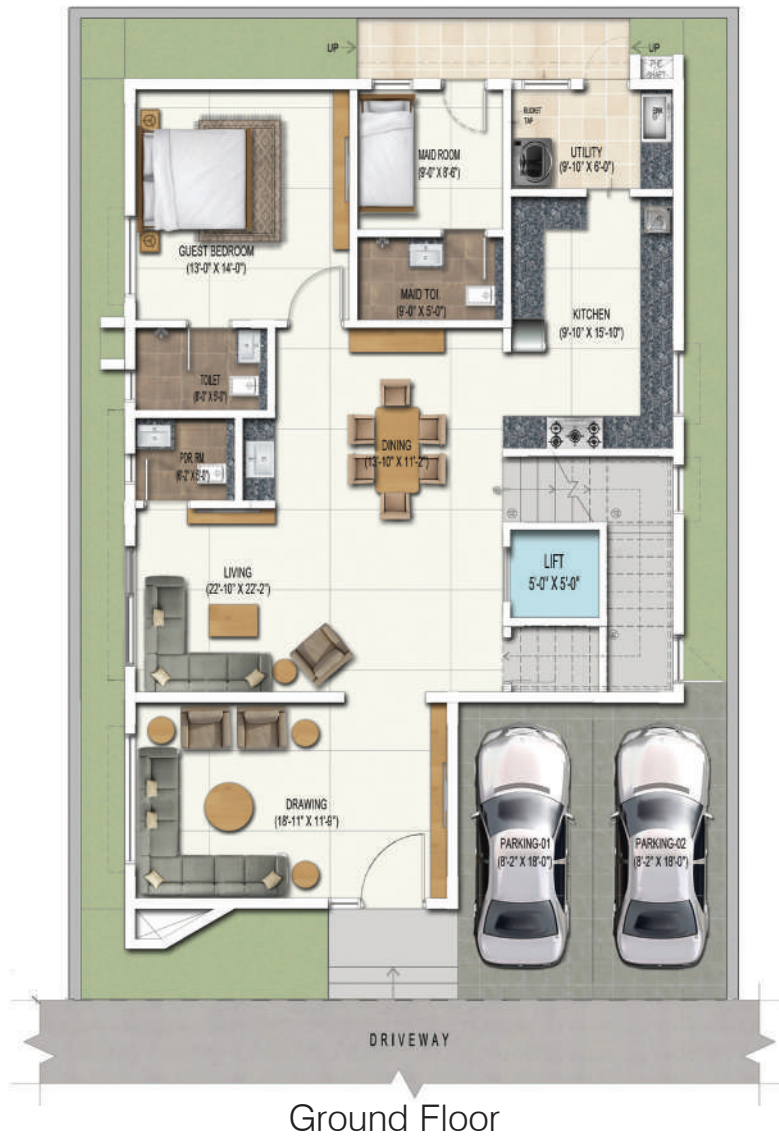 UP
UP
PHE
SHAFT
BUCKET
TAP
MAID ROOM
(9'-0" X 8'-6")
UTILITY
(9'-10" X 6'-0")
GUEST BEDROOM
(13'-0" X 14'-0")
MAID TOI.
(9'-0" X 5'-0")
KITCHEN
(9'-10" X 15'-10")
TOILET
(8'-0" X 5'-0")
DINING
(13'-10" X 11'-2")
PDR. RM.
(6'-2" X 5'-0")
LIFT
5'-0" X 5'-0"
LIVING
(22'-10" X 22'-2")
DRAWING
(18'-11" X 11'-9")
PARKING-01
(8'-2" X 18'-0")
PARKING-02
(8'-2" X 18'-0")
DRIVEWAY
Ground Floor